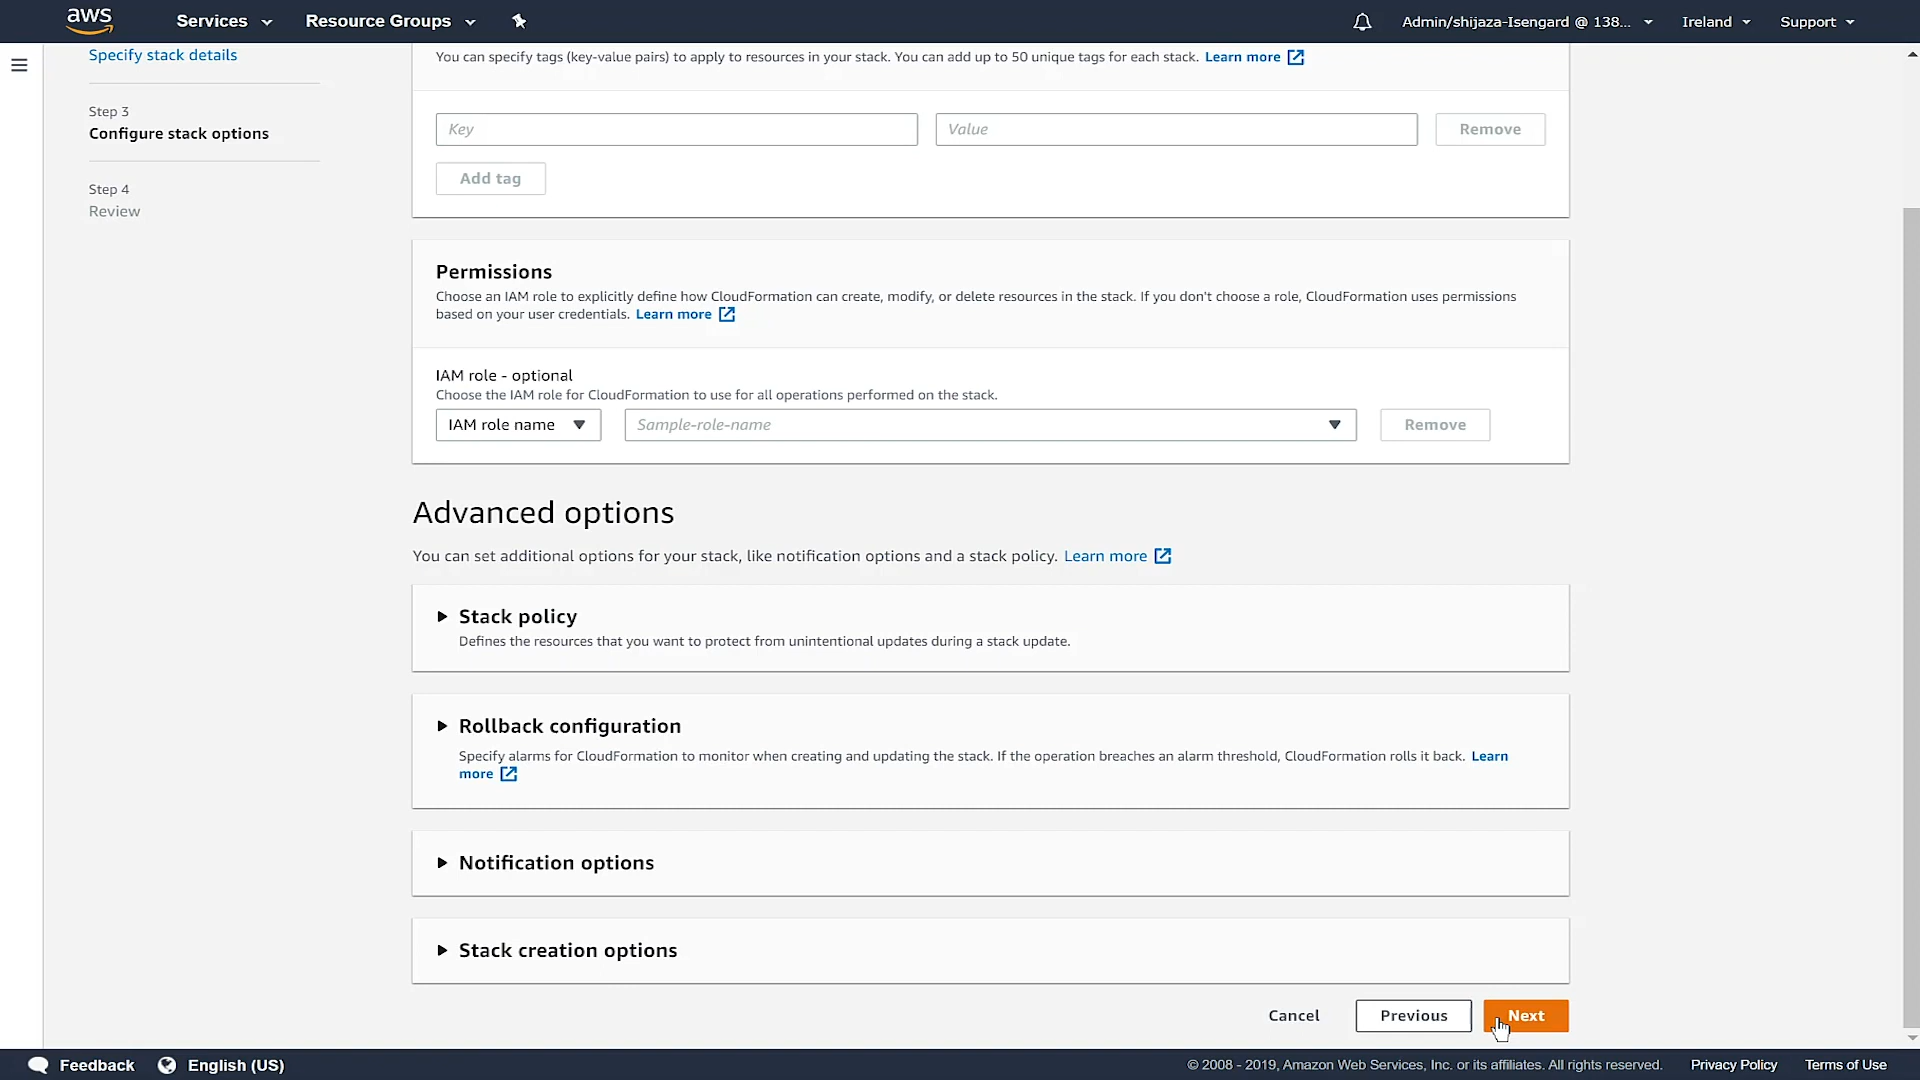 aws
Services
Resource Groups
Admin/shijaza-Isengard @ 138...
Ireland
Support
Specify stack details
Step 3
Configure stack options
Step 4
Review
You can specify tags (key-value pairs) to apply to resources in your stack. You can add up to 50 unique tags for each stack. Learn more
Key
Value
Remove
Add tag
Permissions
Choose an IAM role to explicitly define how CloudFormation can create, modify, or delete resources in the stack. If you don't choose a role, CloudFormation uses permissions
based on your user credentials. Learn more
IAM role - optional
Choose the IAM role for CloudFormation to use for all operations performed on the stack.
IAM role name
Sample-role-name
Remove
Advanced options
You can set additional options for your stack, like notification options and a stack policy. Learn more
Stack policy
Defines the resources that you want to protect from unintentional updates during a stack update.
Rollback configuration
Specify alarms for CloudFormation to monitor when creating and updating the stack. If the operation breaches an alarm threshold, CloudFormation rolls it back. Learn
more
Notification options
Stack creation options
Cancel
Previous
Next
Feedback
English (US)
© 2008 - 2019, Amazon Web Services, Inc. or its affiliates. All rights reserved.
Privacy Policy
Terms of Use